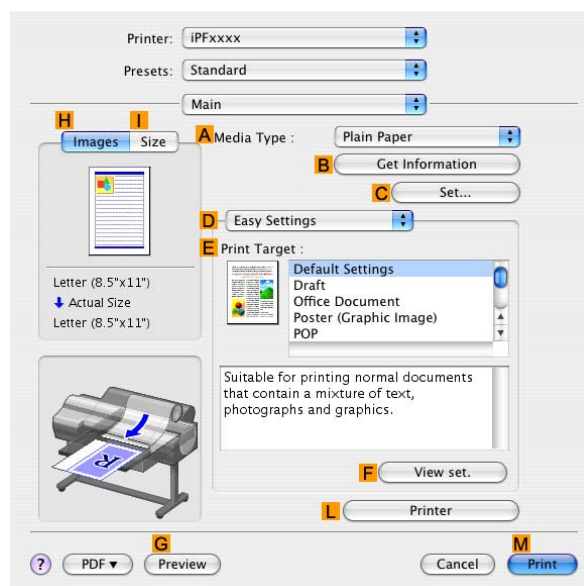 Printer: iPFxxxx
Presets: Standard
Main
H I
Images Size
A Media Type : Plain Paper
B Get Information
C Set...
D Easy Settings
E Print Target :
Default Settings
Draft
Office Document
Poster (Graphic Image)
POP
Letter (8.5"x11")
Actual Size
Letter (8.5"x11")
Suitable for printing normal documents
that contain a mixture of text,
photographs and graphics.
R
F View set.
L Printer
G M
? PDF Preview Cancel Print